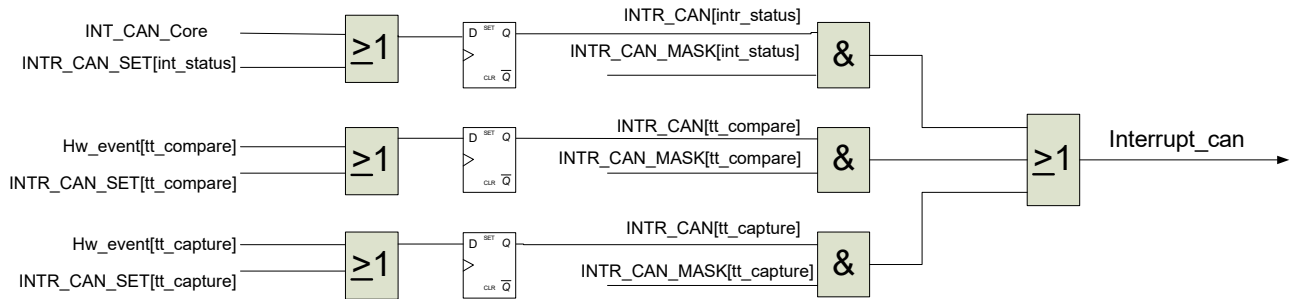 INT_CAN_Core
INTR_CAN_SET[int_status]
≥1
D SET Q
CLR Q̅
INTR_CAN[intr_status]
INTR_CAN_MASK[int_status]
&
Hw_event[tt_compare]
INTR_CAN_SET[tt_compare]
≥1
D SET Q
CLR Q̅
INTR_CAN[tt_compare]
INTR_CAN_MASK[tt_compare]
&
Hw_event[tt_capture]
INTR_CAN_SET[tt_capture]
≥1
D SET Q
CLR Q̅
INTR_CAN[tt_capture]
INTR_CAN_MASK[tt_capture]
&
≥1
Interrupt_can